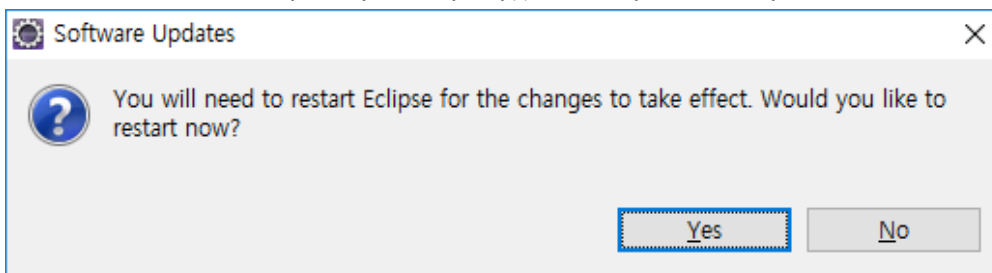 Software Updates
You will need to restart Eclipse for the changes to take effect. Would you like to
restart now?
Yes
No